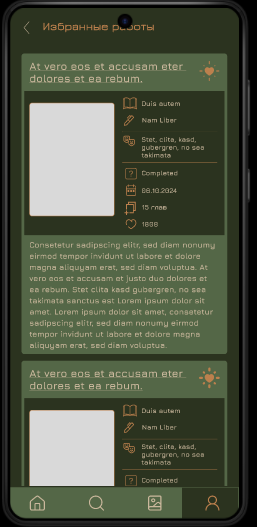 Избранные работы
At vero eos et accusam eter
dolores et ea rebum.
Duis autem
Nam Liber
Stet, clita, kasd,
gubergren, no sea
takimata
Completed
06.10.2024
15 глав
1808
Consetetur sadipscing elitr, sed diam nonumy
eirmod tempor invidunt ut labore et dolore
magna aliquyam erat, sed diam voluptua. At
vero eos et accusam et justo duo dolores et
ea rebum. Stet clita kasd gubergren, no sea
takimata sanctus est Lorem ipsum dolor sit
amet. Lorem ipsum dolor sit amet, consetetur
sadipscing elitr, sed diam nonumy eirmod
tempor invidunt ut labore et dolore magna
aliquyam erat, sed diam voluptua.
At vero eos et accusam eter
dolores et ea rebum.
Duis autem
Nam Liber
Stet, clita, kasd,
gubergren, no sea
takimata
Completed